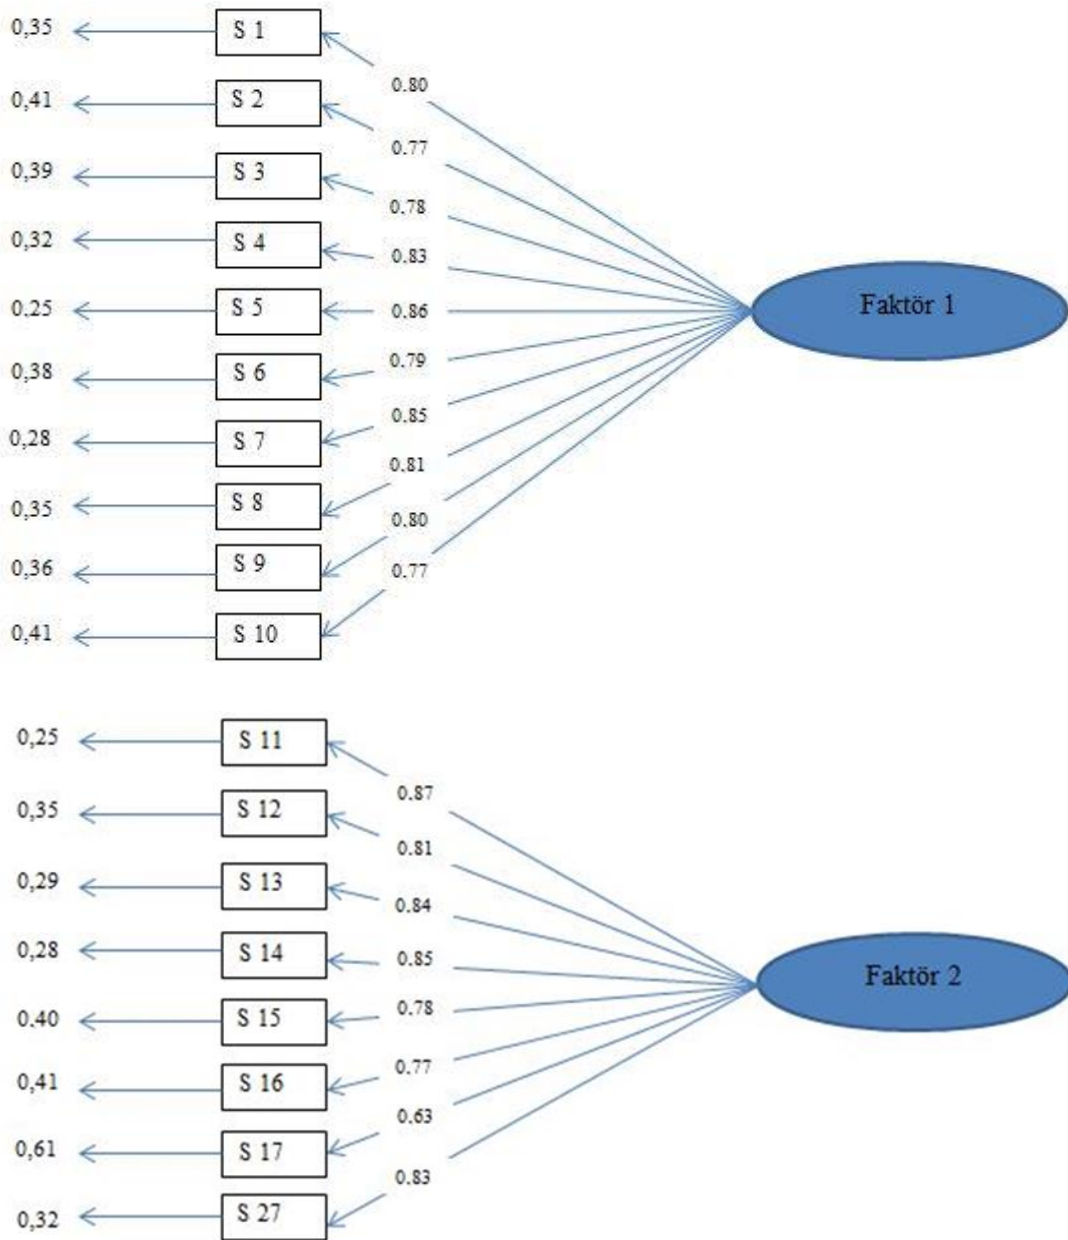 0,35 S 1
0.80
0,41 S 2
0.77
0,39 S 3
0.78
0,32 S 4
0.83
0,25 S 5 0.86 Faktör 1
0,38 S 6 0.79
0.85
0,28 S 7
0.81
0,35 S 8
0.80
0,36 S 9 0.77
0,41 S 10
0,25 S 11
0.87
0,35 S 12
0.81
0,29 S 13
0.84
0,28 S 14 0.85
Faktör 2
0,40 S 15 0.78
0,41 S 16 0.77
0.63
0,61 S 17
0.83
0,32 S 27